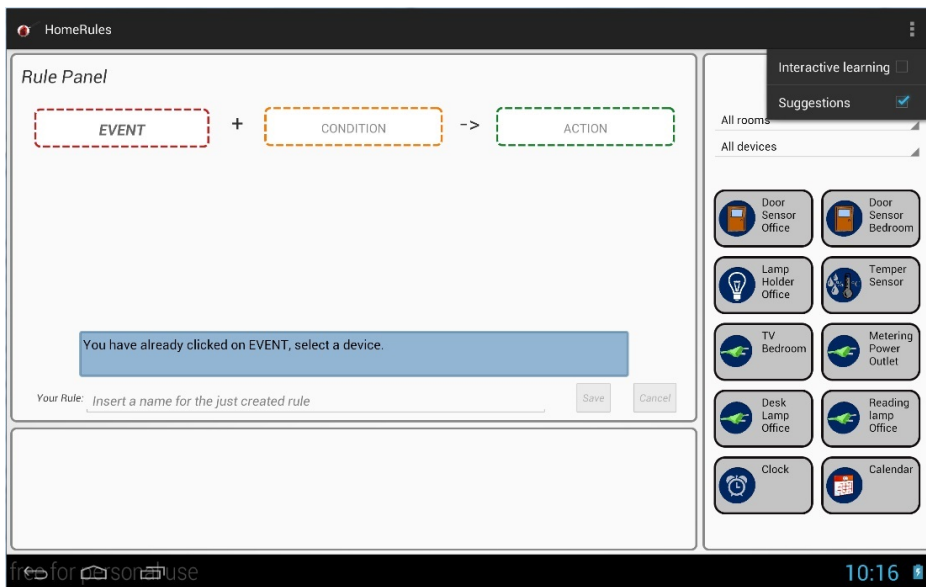 HomeRules
Interactive learning
Suggestions
Rule Panel
EVENT + CONDITION -> ACTION
All rooms
All devices
Door Sensor Office
Door Sensor Bedroom
Lamp Holder Office
Temper Sensor
TV Bedroom
Metering Power Outlet
Desk Lamp Office
Reading lamp Office
Clock
Calendar
You have already clicked on EVENT, select a device.
Your Rule: Insert a name for the just created rule
Save
Cancel
free for personal use
10:16